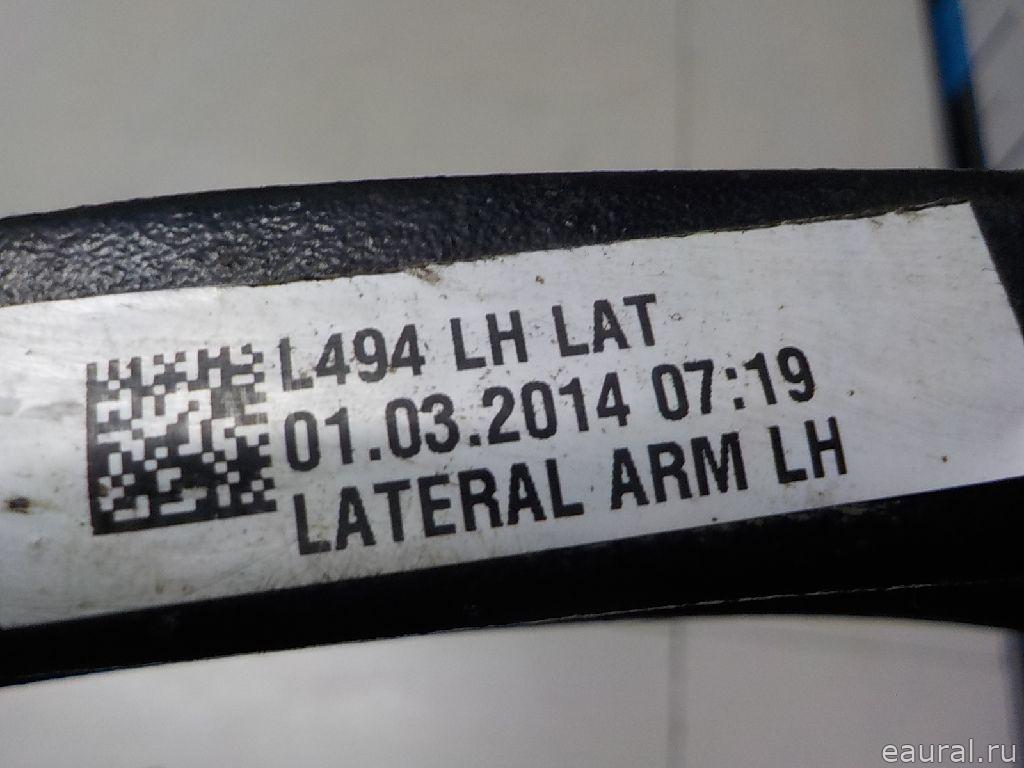 L494 LH LAT
01.03.2014 07:19
LATERAL ARM LH
eaural.ru